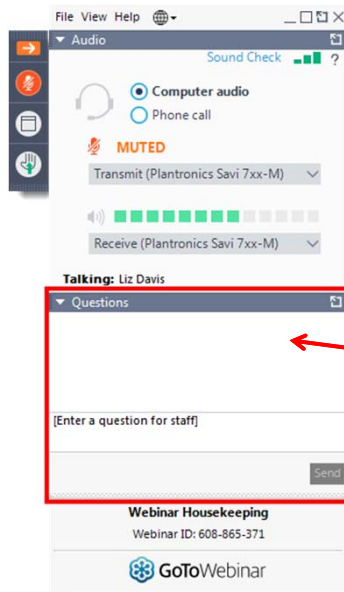 File View Help
Audio
Sound Check ?
Computer audio
Phone call
MUTED
Transmit (Plantronics Savi 7xx-M)
Receive (Plantronics Savi 7xx-M)
Talking: Liz Davis
Questions
[Enter a question for staff]
Send
Webinar Housekeeping
Webinar ID: 608-865-371
GoToWebinar